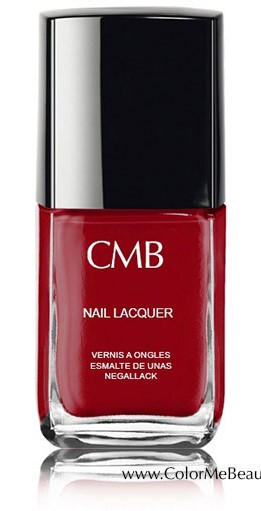 CMB
NAIL LACQUER
VERNIS A ONGLES
ESMALTE DE UNAS
NEGALLACK
www.ColorMeBeau